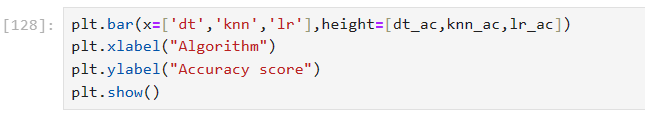 [128]: plt.bar(x=['dt','knn','lr'],height=[dt_ac,knn_ac,lr_ac])
plt.xlabel("Algorithm")
plt.ylabel("Accuracy score")
plt.show()